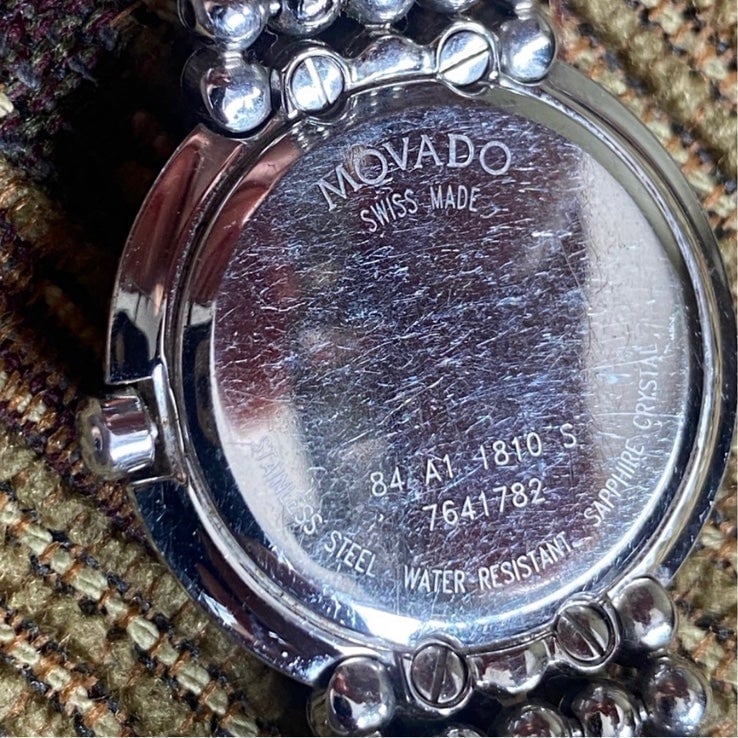 MOVADO
SWISS MADE
84 A1 1810 S
7641782
STAINLESS STEEL WATER RESISTANT SAPPHIRE CRYSTAL